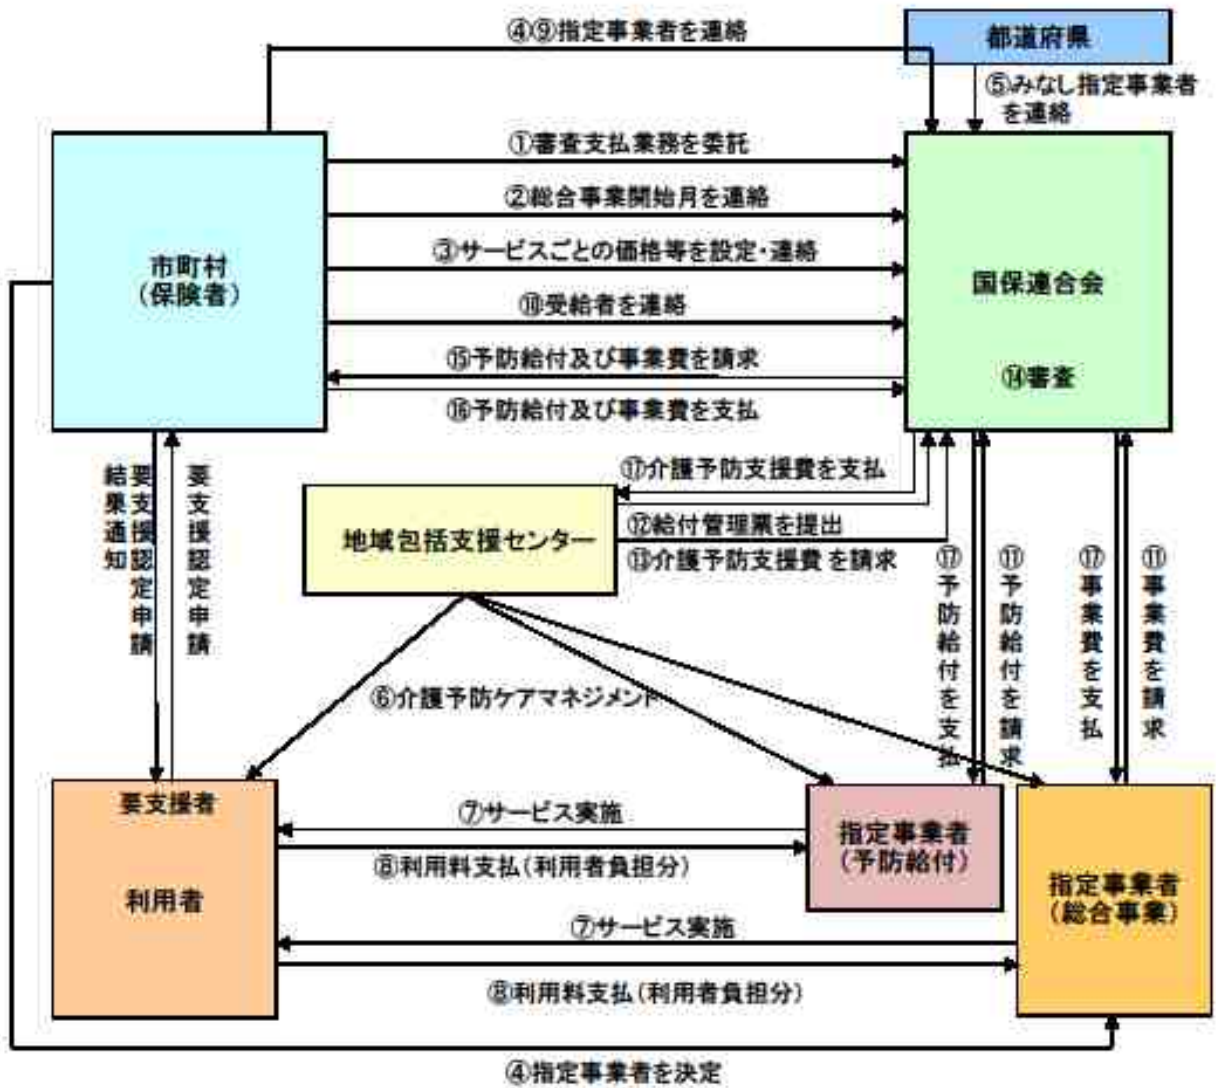 ④⑨指定事業者を連絡
都道府県
⑤みなし指定事業者
を連絡
①審査支払業務を委託
②総合事業開始月を連絡
③サービスごとの価格等を設定・連絡
市町村
(保険者)
国保連合会
⑩受給者を連絡
⑮予防給付及び事業費を請求
⑭審査
⑯予防給付及び事業費を支払
要支援認定申請
結果通知
要支援認定申請
⑰介護予防支援費を支払
地域包括支援センター
⑫給付管理票を提出
⑬介護予防支援費を請求
⑰予防給付を支払
⑪予防給付を請求
⑰事業費を支払
⑪事業費を請求
⑥介護予防ケアマネジメント
要支援者
利用者
⑦サービス実施
⑧利用料支払(利用者負担分)
指定事業者
(予防給付)
指定事業者
(総合事業)
⑦サービス実施
⑧利用料支払(利用者負担分)
④指定事業者を決定